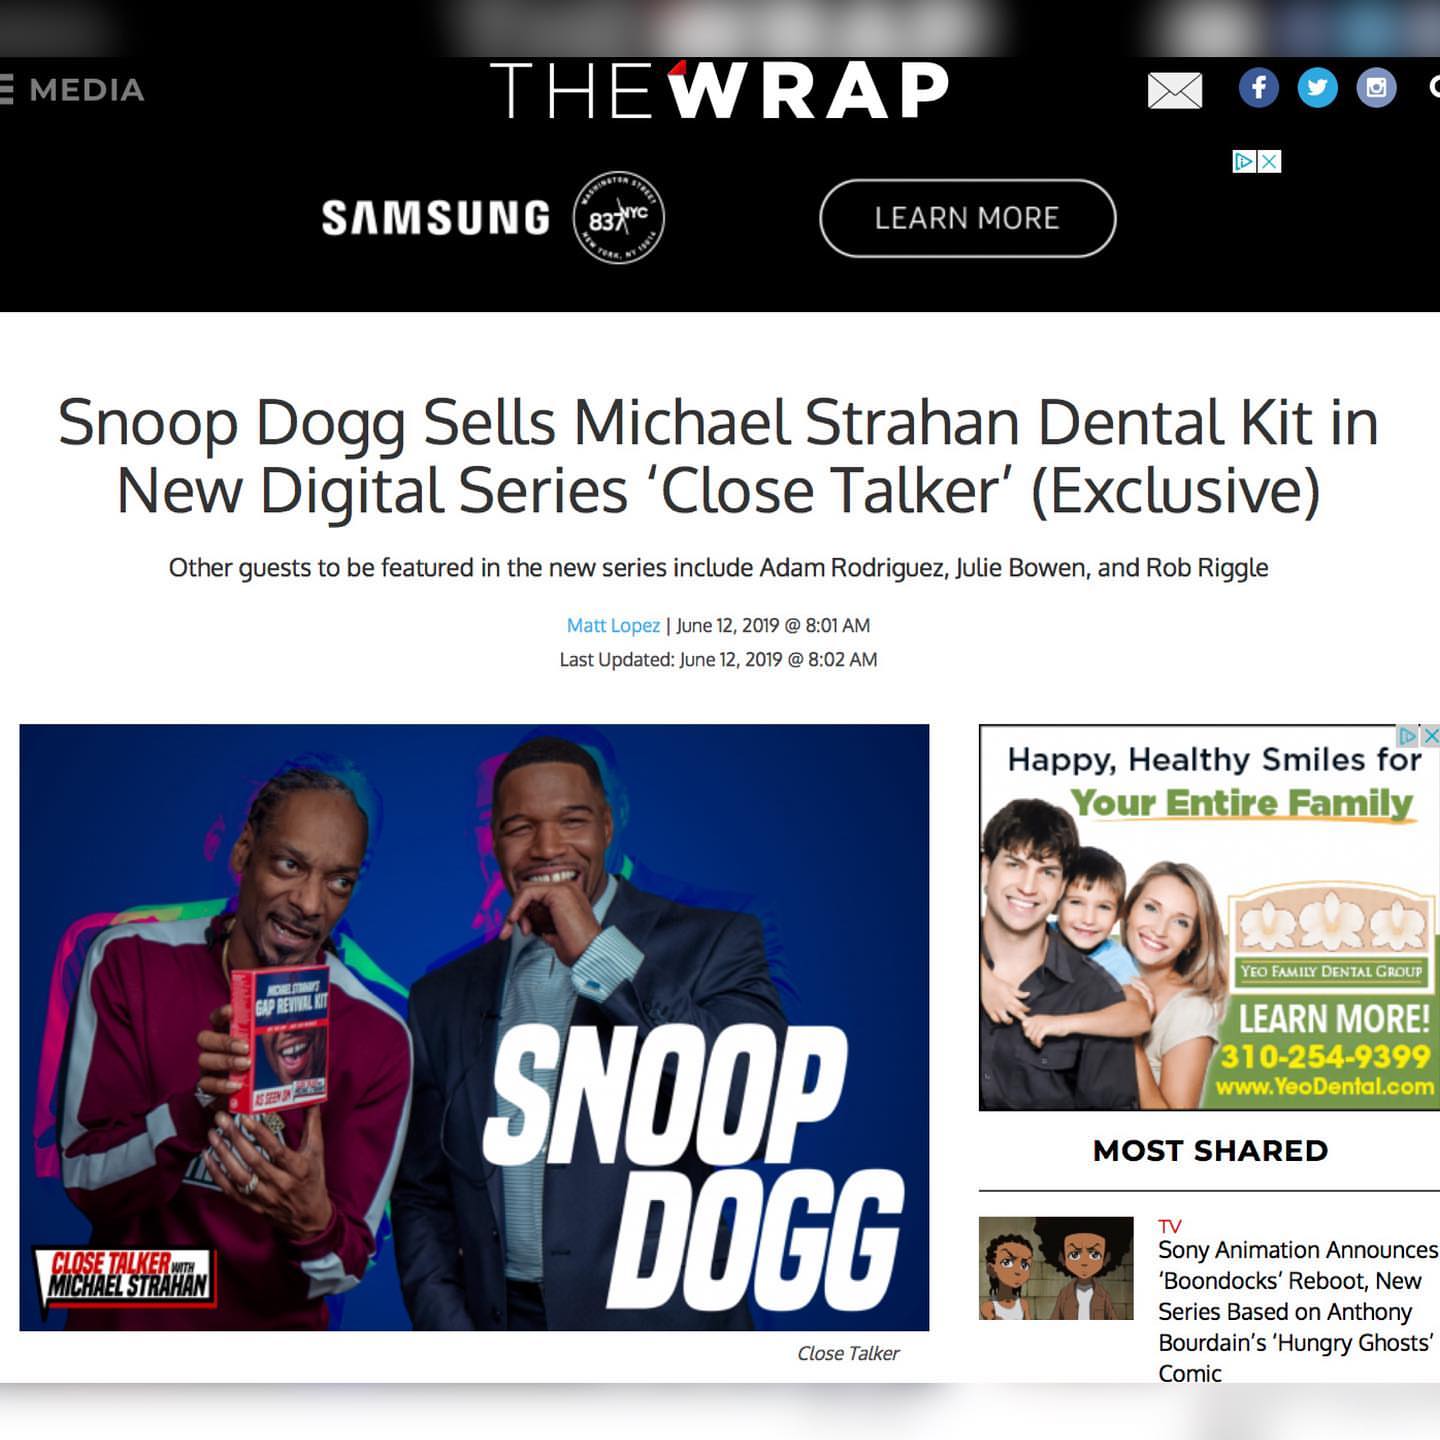 MEDIA
THE WRAP
SAMSUNG
WASHINGTON STREET
837 NYC
NEW YORK, NY 10014
LEARN MORE
Snoop Dogg Sells Michael Strahan Dental Kit in
New Digital Series ‘Close Talker’ (Exclusive)
Other guests to be featured in the new series include Adam Rodriguez, Julie Bowen, and Rob Riggle
Matt Lopez | June 12, 2019 @ 8:01 AM
Last Updated: June 12, 2019 @ 8:02 AM
MICHAEL STRAHAN'S
GAP REVIVAL KIT
AS SEEN ON
SNOOP
DOGG
CLOSE TALKER WITH
MICHAEL STRAHAN
Close Talker
Happy, Healthy Smiles for
Your Entire Family
YEO FAMILY DENTAL GROUP
LEARN MORE!
310-254-9399
www.YeoDental.com
MOST SHARED
TV
Sony Animation Announces
‘Boondocks’ Reboot, New
Series Based on Anthony
Bourdain’s ‘Hungry Ghosts’
Comic